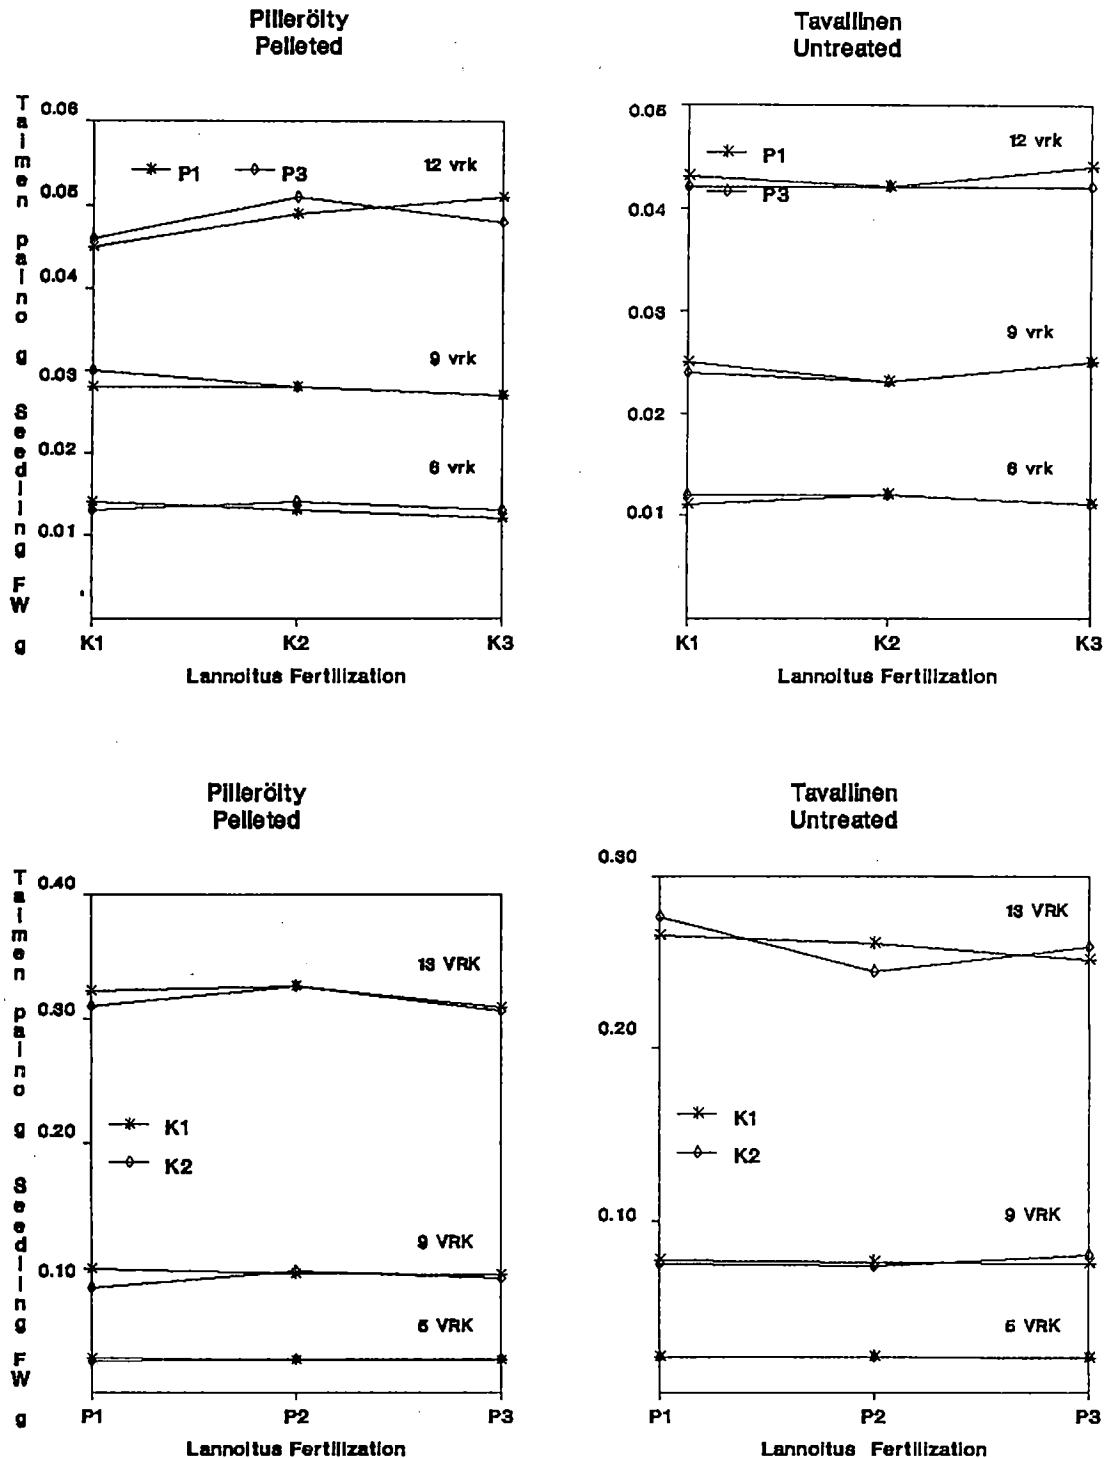 Pillerölty
Pelleted
Taimen paino g Seedling FW g
0.06
0.05
0.04
0.03
0.02
0.01
P1
P3
12 vrk
9 vrk
6 vrk
K1
K2
K3
Lannoitus Fertilization
Tavallinen
Untreated
0.05
0.04
0.03
0.02
0.01
P1
P3
12 vrk
9 vrk
6 vrk
K1
K2
K3
Lannoitus Fertilization
Pillerölty
Pelleted
Taimen paino g Seedling FW g
0.40
0.30
0.20
0.10
13 VRK
K1
K2
9 VRK
5 VRK
P1
P2
P3
Lannoitus Fertilization
Tavallinen
Untreated
0.30
0.20
0.10
13 VRK
K1
K2
9 VRK
5 VRK
P1
P2
P3
Lannoitus Fertilization